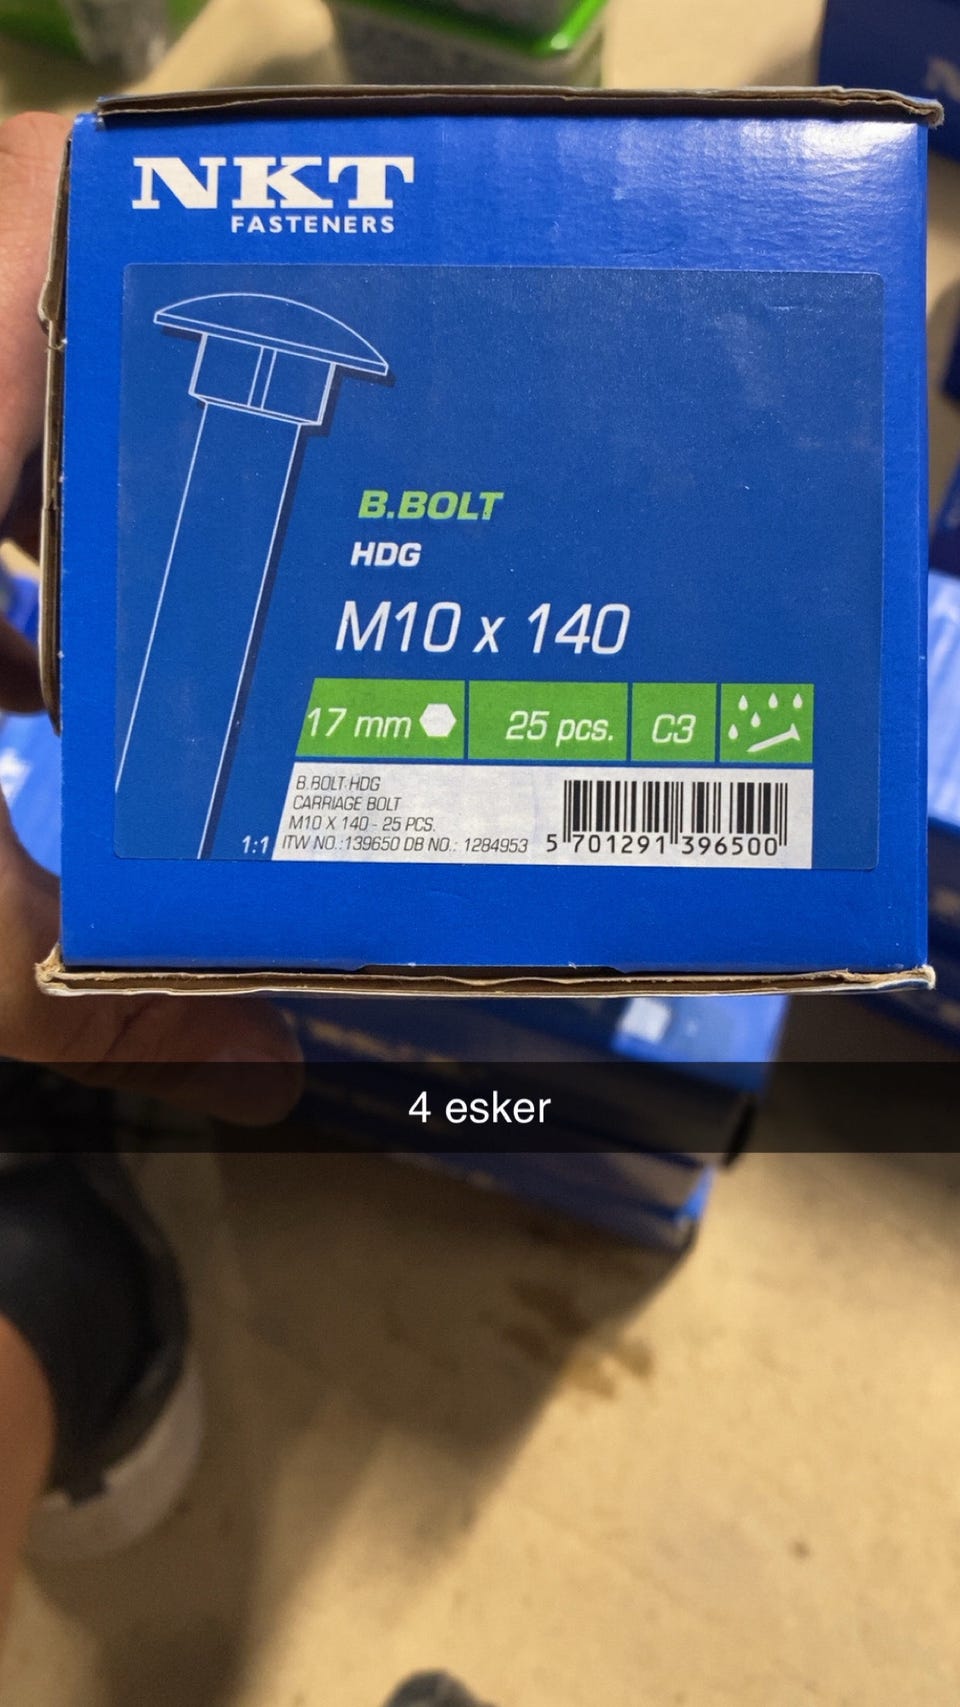 NKT
FASTENERS
B.BOLT
HDG
M10 x 140
17 mm
25 pcs.
C3
B.BOLT HDG
CARRIAGE BOLT
M10 X 140 - 25 PCS.
1:1 ITW NO.:139650 DB NO.: 1284953
5 701291 396500
4 esker